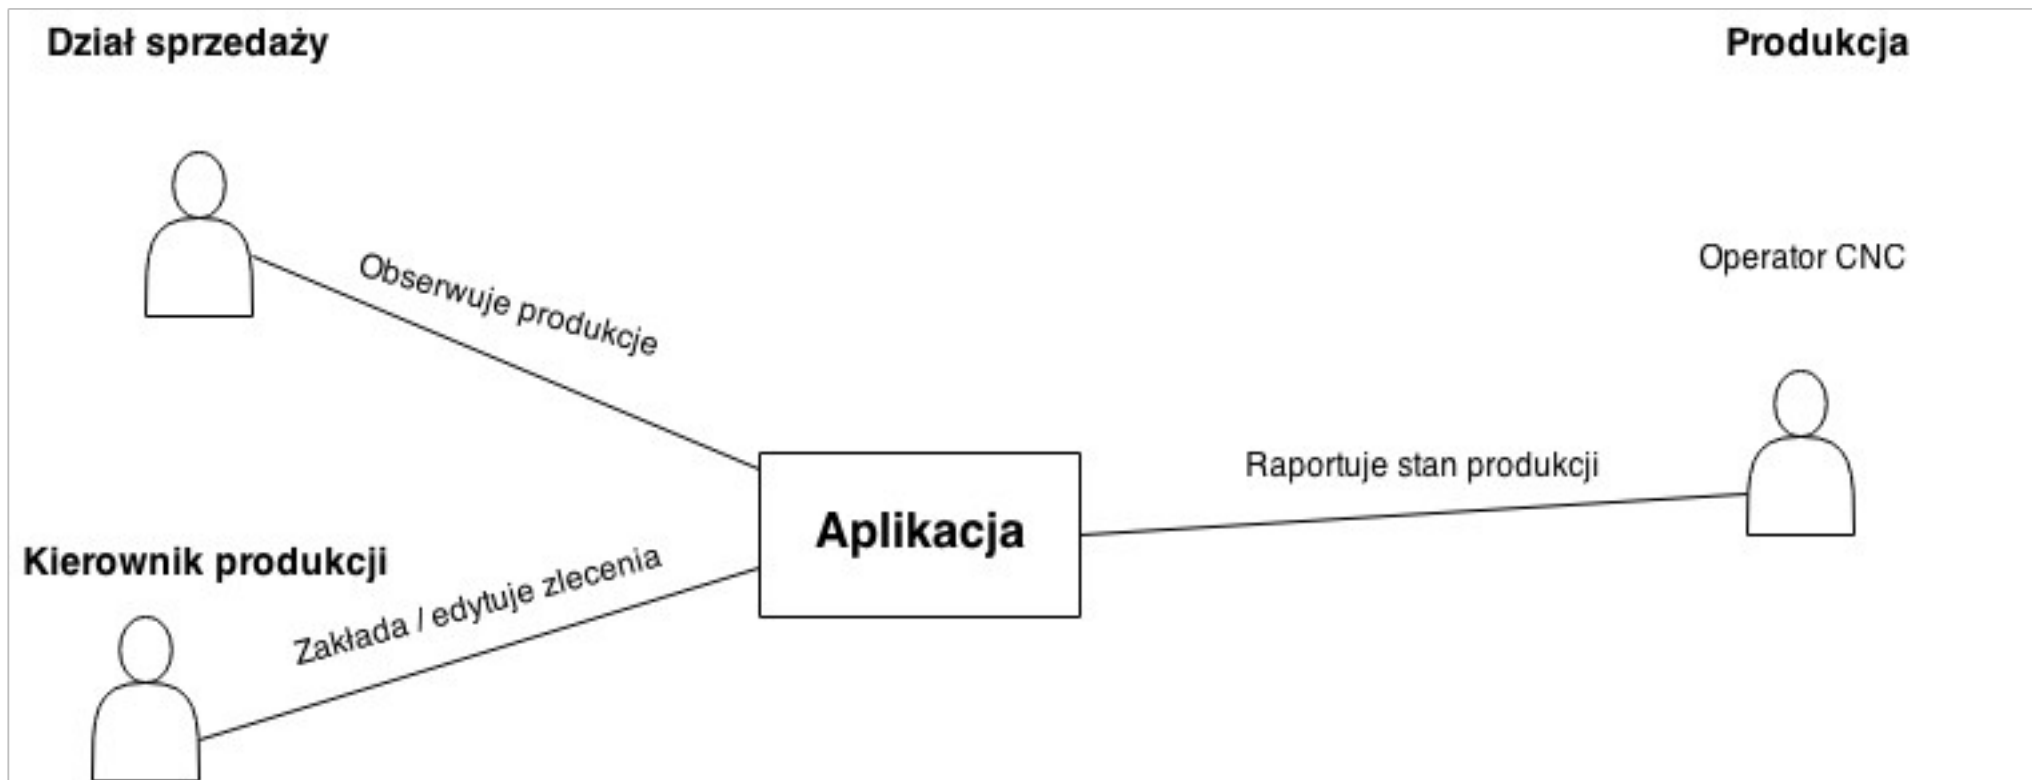 Dział sprzedaży
Produkcja
Operator CNC
Obserwuje produkcje
Raportuje stan produkcji
Aplikacja
Kierownik produkcji
Zakłada / edytuje zlecenia